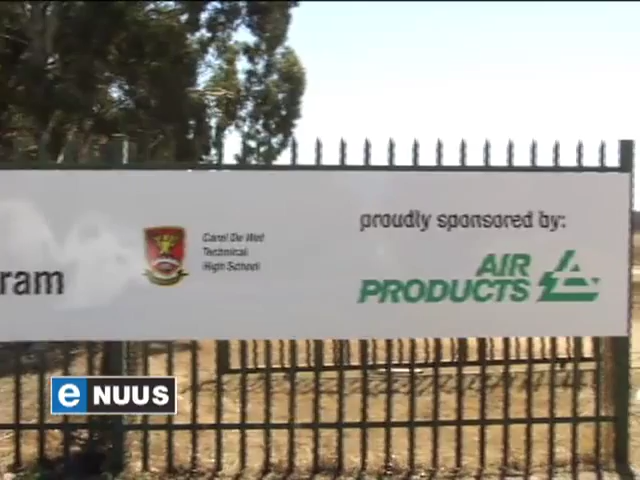 proudly sponsored by:
Carel De Wet
Technical
High School
AIR
PRODUCTS
ram
e NUUS